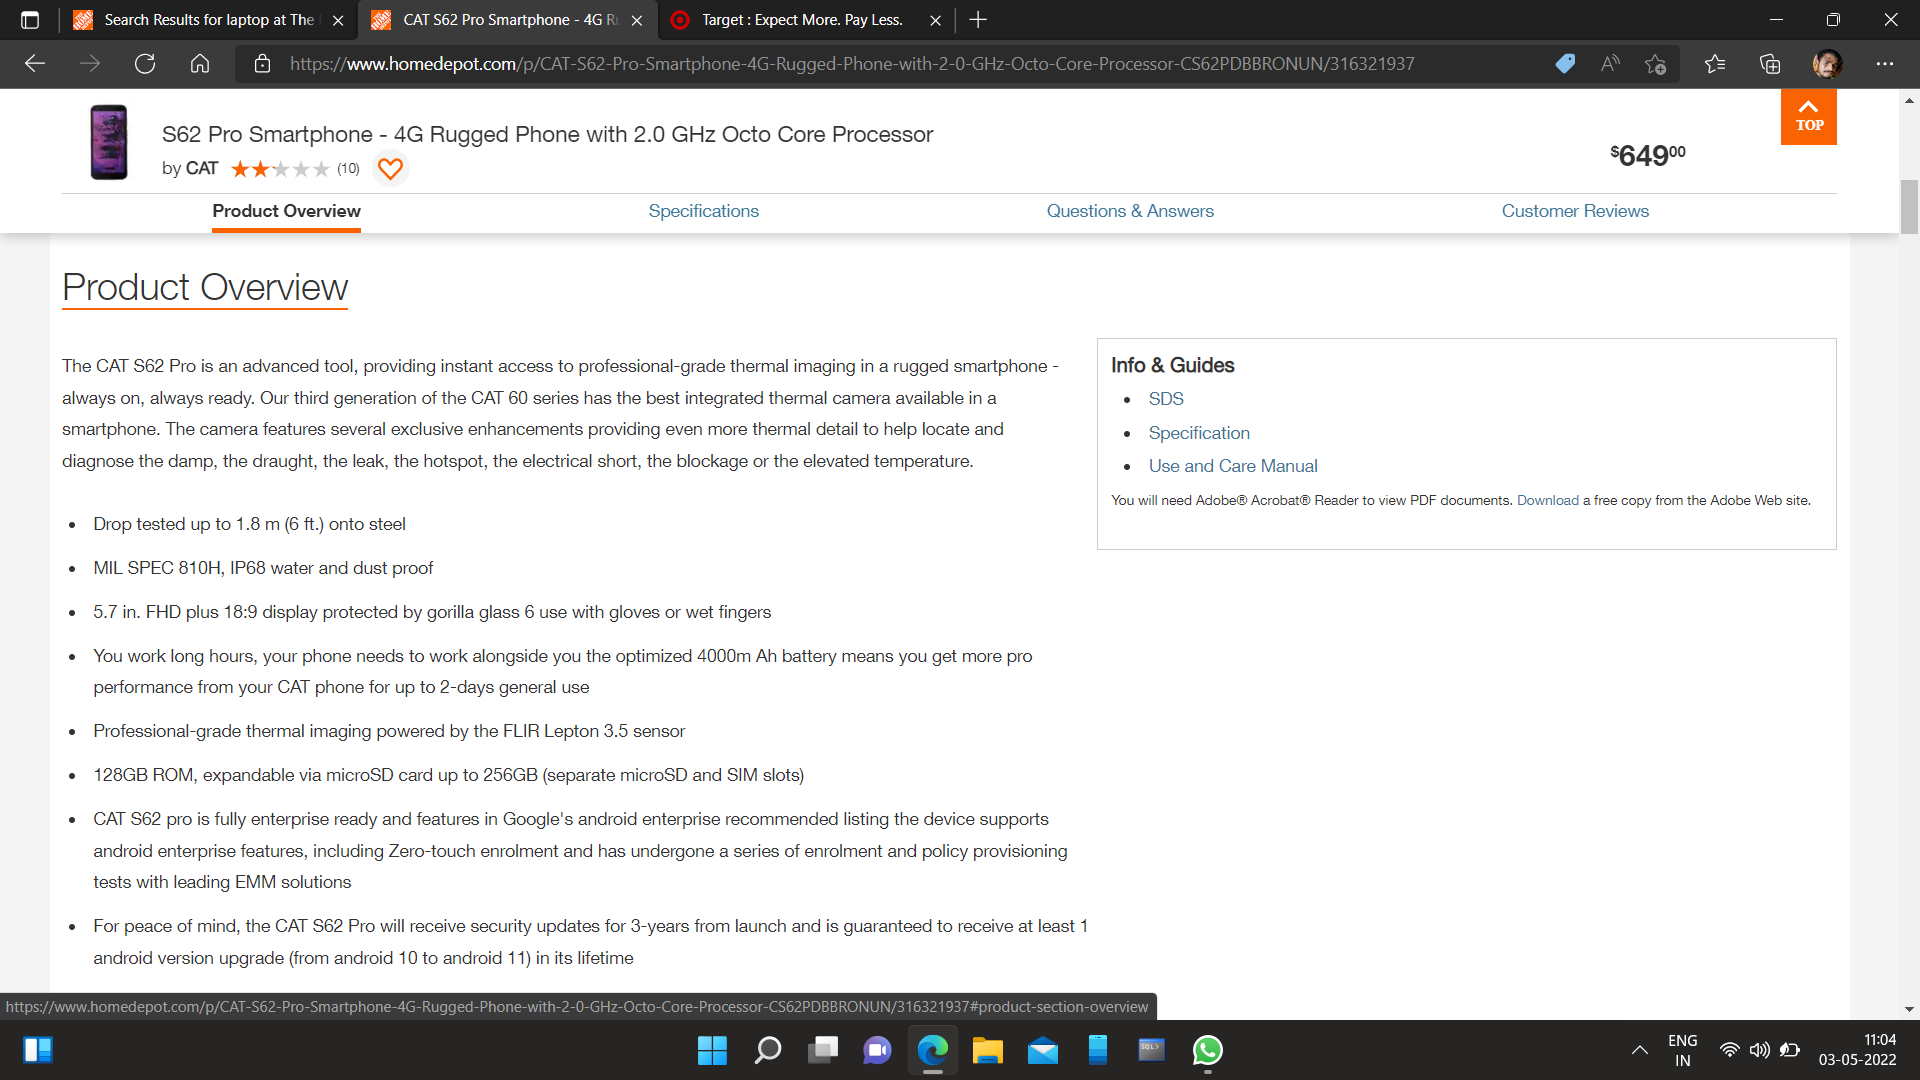 Search Results for laptop at The
CAT S62 Pro Smartphone - 4G Ru
Target : Expect More. Pay Less.
https://www.homedepot.com/p/CAT-S62-Pro-Smartphone-4G-Rugged-Phone-with-2-0-GHz-Octo-Core-Processor-CS62PDBBRONUN/316321937
S62 Pro Smartphone - 4G Rugged Phone with 2.0 GHz Octo Core Processor
by CAT (10)
$64900
TOP
Product Overview Specifications Questions & Answers Customer Reviews
Product Overview
The CAT S62 Pro is an advanced tool, providing instant access to professional-grade thermal imaging in a rugged smartphone -
always on, always ready. Our third generation of the CAT 60 series has the best integrated thermal camera available in a
smartphone. The camera features several exclusive enhancements providing even more thermal detail to help locate and
diagnose the damp, the draught, the leak, the hotspot, the electrical short, the blockage or the elevated temperature.
Drop tested up to 1.8 m (6 ft.) onto steel
MIL SPEC 810H, IP68 water and dust proof
5.7 in. FHD plus 18:9 display protected by gorilla glass 6 use with gloves or wet fingers
You work long hours, your phone needs to work alongside you the optimized 4000m Ah battery means you get more pro
performance from your CAT phone for up to 2-days general use
Professional-grade thermal imaging powered by the FLIR Lepton 3.5 sensor
128GB ROM, expandable via microSD card up to 256GB (separate microSD and SIM slots)
CAT S62 pro is fully enterprise ready and features in Google's android enterprise recommended listing the device supports
android enterprise features, including Zero-touch enrolment and has undergone a series of enrolment and policy provisioning
tests with leading EMM solutions
For peace of mind, the CAT S62 Pro will receive security updates for 3-years from launch and is guaranteed to receive at least 1
android version upgrade (from android 10 to android 11) in its lifetime
Info & Guides
SDS
Specification
Use and Care Manual
You will need Adobe® Acrobat® Reader to view PDF documents. Download a free copy from the Adobe Web site.
https://www.homedepot.com/p/CAT-S62-Pro-Smartphone-4G-Rugged-Phone-with-2-0-GHz-Octo-Core-Processor-CS62PDBBRONUN/316321937#product-section-overview
SQL>
ENG
IN
11:04
03-05-2022